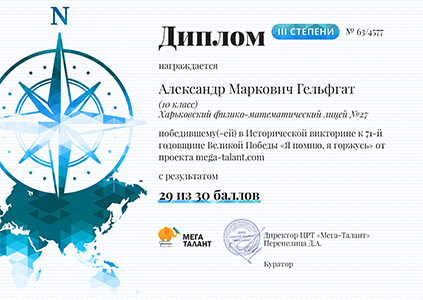 N
Диплом III СТЕПЕНИ № 63/4577
награждается
Александр Маркович Гельфгат
(10 класс)
Харьковский физико-математический лицей №27
победившему(-ей) в Исторической викторине к 71-й
годовщине Великой Победы «Я помню, я горжусь» от
проекта mega-talant.com
с результатом
29 из 30 баллов
МЕГА
ТАЛАНТ
Директор ЦРТ «Мега-Талант»
Перепелица Д.А.
Куратор